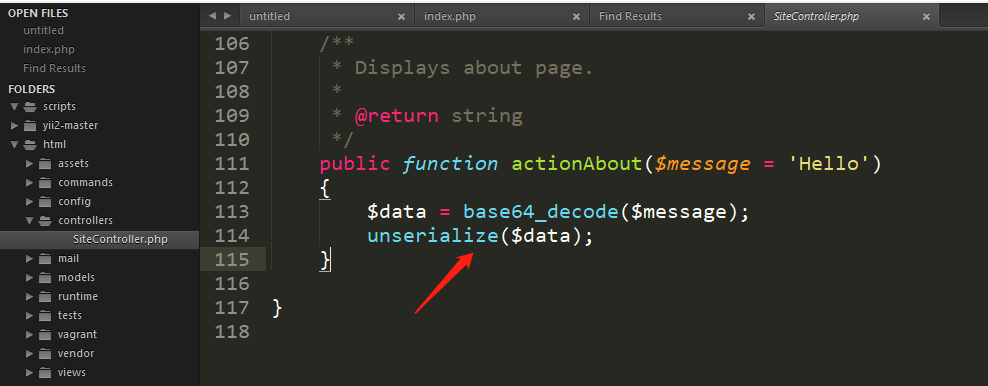 OPEN FILES
untitled
index.php
Find Results
FOLDERS
scripts
yii2-master
html
assets
commands
config
controllers
SiteController.php
mail
models
runtime
tests
vagrant
vendor
views
untitled
index.php
Find Results
SiteController.php
106 /**
107 * Displays about page.
108 *
109 * @return string
110 */
111 public function actionAbout($message = 'Hello')
112 {
113 $data = base64_decode($message);
114 unserialize($data);
115 }
116
117 }
118